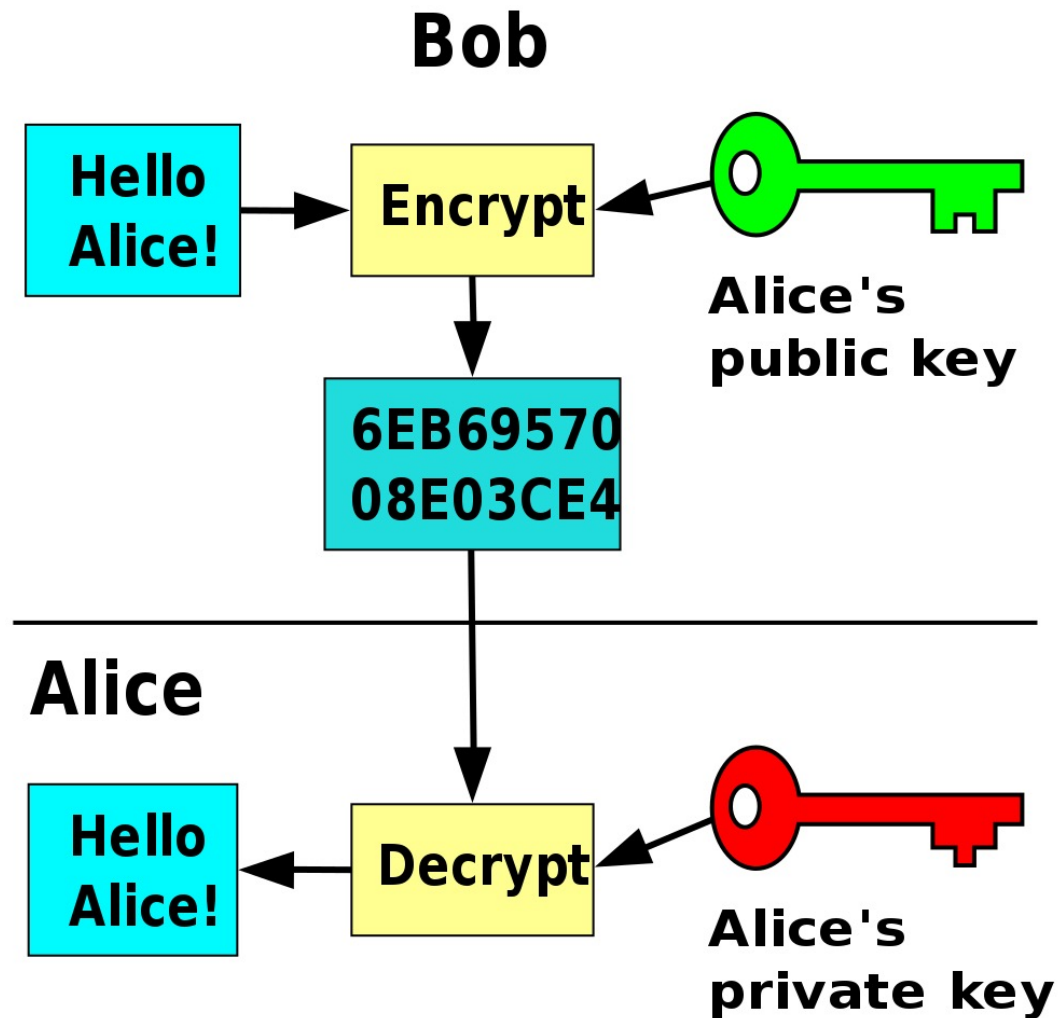 Bob
Hello
Alice!
Encrypt
Alice's
public key
6EB69570
08E03CE4
Alice
Hello
Alice!
Decrypt
Alice's
private key